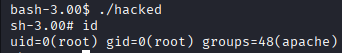 bash-3.00$ ./hacked
sh-3.00# id
uid=0(root) gid=0(root) groups=48(apache)